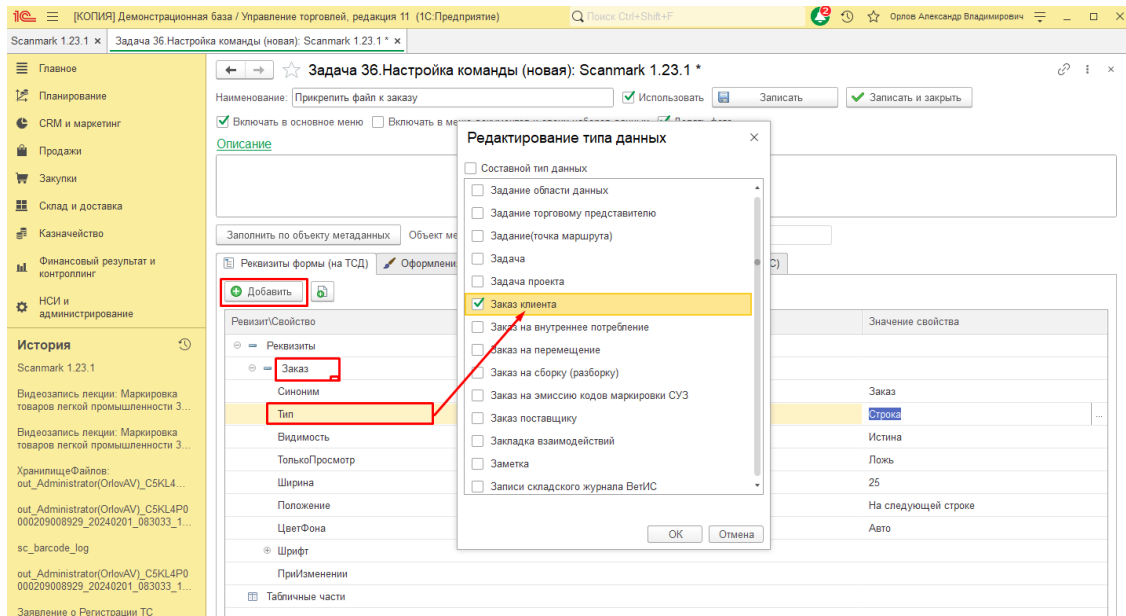 1С [КОПИЯ] Демонстрационная база / Управление торговлей, редакция 11 (1С:Предприятие) Поиск Ctrl+Shift+F 2 Орлов Александр Владимирович
Scanmark 1.23.1 × Задача 36.Настройка команды (новая): Scanmark 1.23.1 * ×
Главное
Планирование
CRM и маркетинг
Продажи
Закупки
Склад и доставка
Казначейство
Финансовый результат и
контроллинг
НСИ и
администрирование
История
Scanmark 1.23.1
Видеозапись лекции: Маркировка
товаров легкой промышленности 3...
Видеозапись лекции: Маркировка
товаров легкой промышленности 3...
ХранилищеФайлов:
out_Administrator(OrlovAV)_C5KL4...
out_Administrator(OrlovAV)_C5KL4P0
000209008929_20240201_083033_1...
sc_barcode_log
out_Administrator(OrlovAV)_C5KL4P0
000209008929_20240201_083033_1...
Заявление о Регистрации ТС
Задача 36.Настройка команды (новая): Scanmark 1.23.1 *
Наименование: Прикрепить файл к заказу Использовать Записать Записать и закрыть
Включать в основное меню Включать в
Описание
Заполнить по объекту метаданных Объект ме
Реквизиты формы (на ТСД) Оформлени С)
Добавить
Ревизит\Свойство Значение свойства
Реквизиты
Заказ
Синоним Заказ
Тип Строка ...
Видимость Истина
ТолькоПросмотр Ложь
Ширина 25
Положение На следующей строке
ЦветФона Авто
Шрифт
ПриИзменении
Табличные части
Редактирование типа данных ×
Составной тип данных
Задание области данных
Задание торговому представителю
Задание(точка маршрута)
Задача
Задача проекта
Заказ клиента
Заказ на внутреннее потребление
Заказ на перемещение
Заказ на сборку (разборку)
Заказ на эмиссию кодов маркировки СУЗ
Заказ поставщику
Закладка взаимодействий
Заметка
Записи складского журнала ВетИС
ОК Отмена